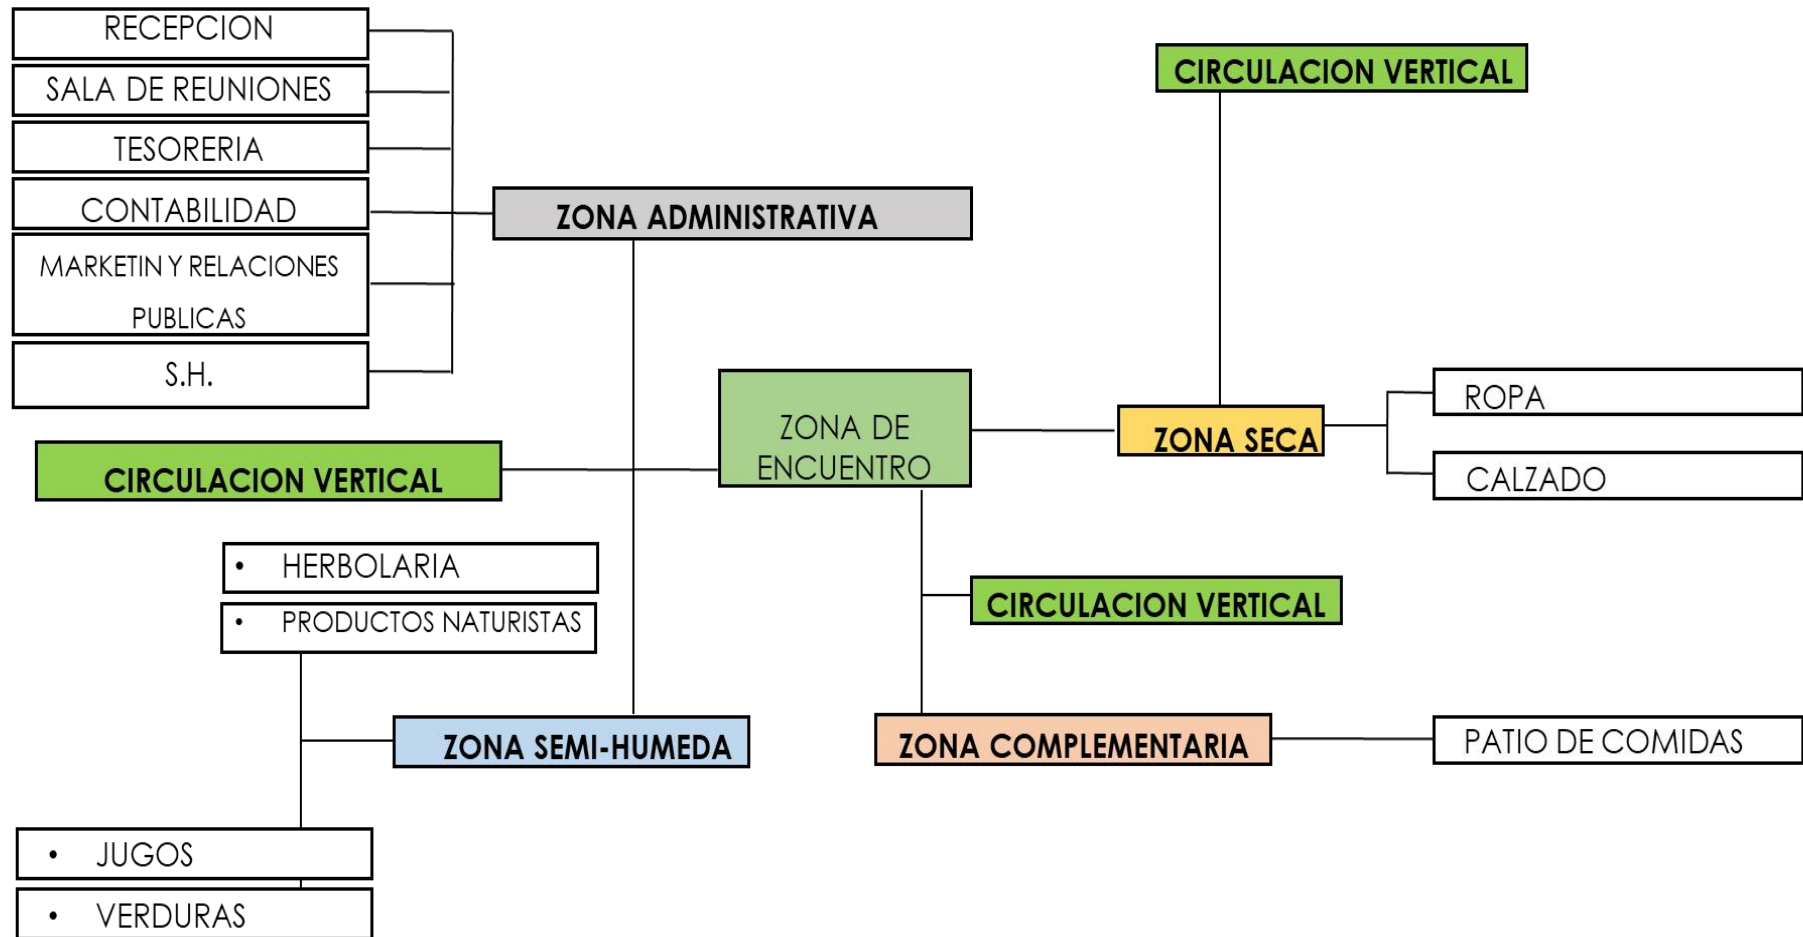 RECEPCION
SALA DE REUNIONES
TESORERIA
CONTABILIDAD
MARKETIN Y RELACIONES
PUBLICAS
S.H.
ZONA ADMINISTRATIVA
CIRCULACION VERTICAL
CIRCULACION VERTICAL
ZONA DE
ENCUENTRO
ZONA SECA
ROPA
CALZADO
• HERBOLARIA
• PRODUCTOS NATURISTAS
CIRCULACION VERTICAL
ZONA SEMI-HUMEDA
ZONA COMPLEMENTARIA
PATIO DE COMIDAS
• JUGOS
• VERDURAS